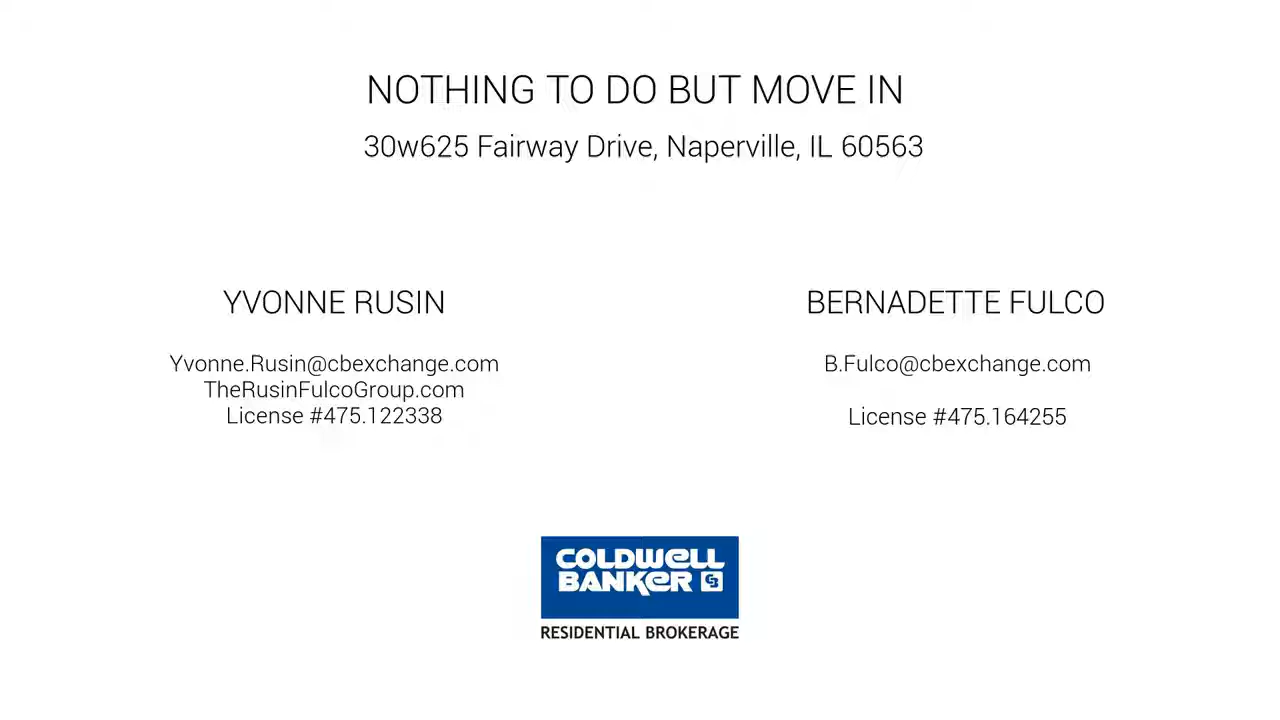 NOTHING TO DO BUT MOVE IN
30w625 Fairway Drive, Naperville, IL 60563
YVONNE RUSIN
Yvonne.Rusin@cbexchange.com
TheRusinFulcoGroup.com
License #475.122338
BERNADETTE FULCO
B.Fulco@cbexchange.com
License #475.164255
COLDWELL
BANKER CB
RESIDENTIAL BROKERAGE